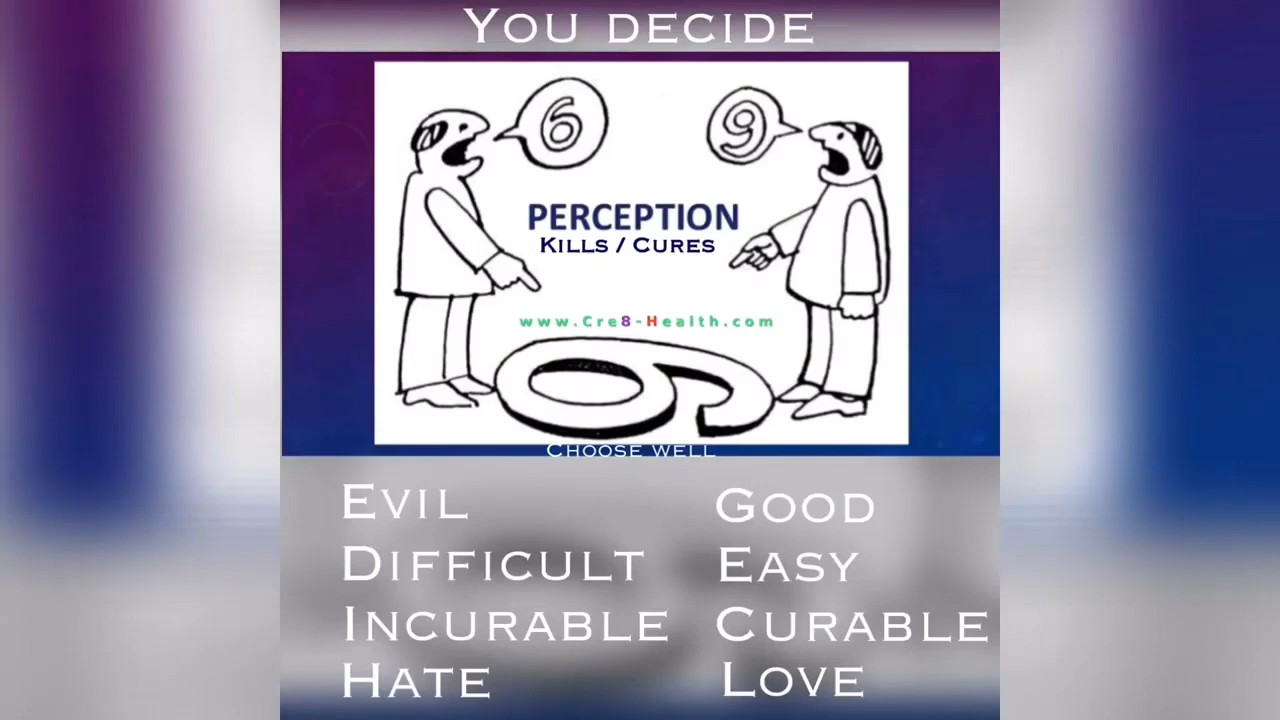 YOU DECIDE
6
9
PERCEPTION
KILLS / CURES
www.Cre8-Health.com
6
CHOOSE WELL
EVIL GOOD
DIFFICULT EASY
INCURABLE CURABLE
HATE LOVE